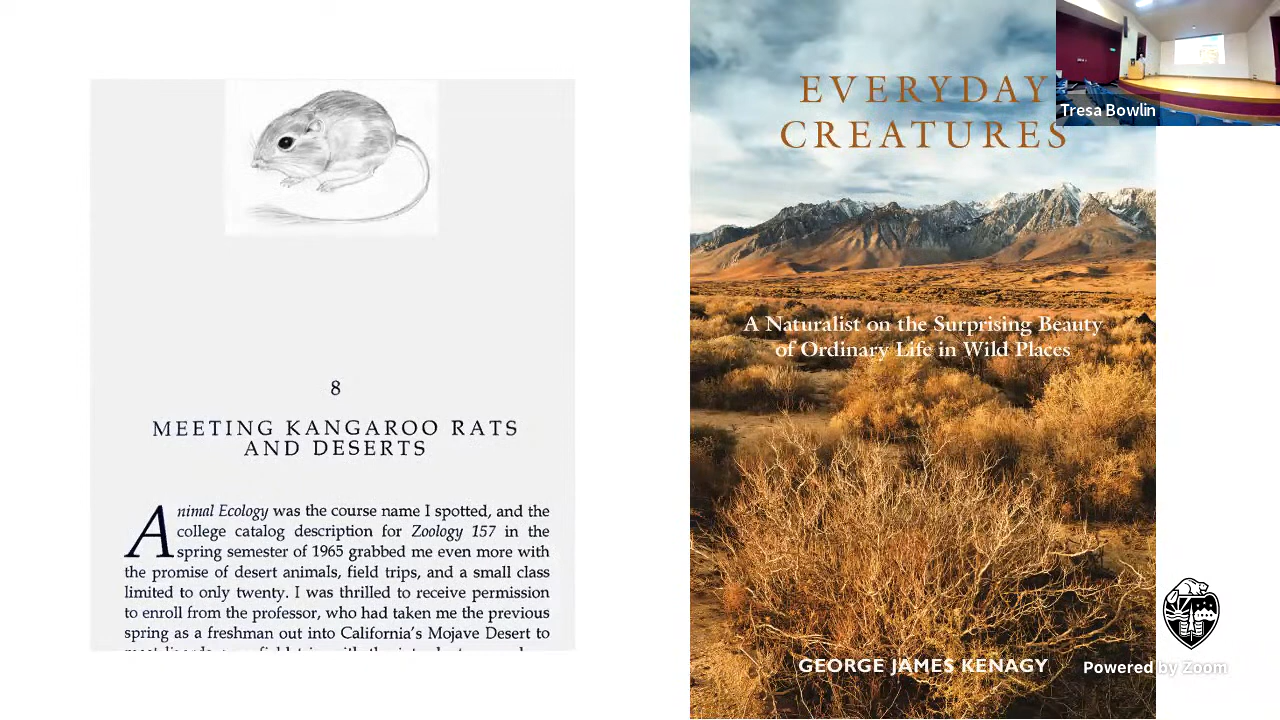 8
MEETING KANGAROO RATS
AND DESERTS
Animal Ecology was the course name I spotted, and the
college catalog description for Zoology 157 in the
spring semester of 1965 grabbed me even more with
the promise of desert animals, field trips, and a small class
limited to only twenty. I was thrilled to receive permission
to enroll from the professor, who had taken me the previous
spring as a freshman out into California's Mojave Desert to
EVERYDAY
CREATURES
A Naturalist on the Surprising Beauty
of Ordinary Life in Wild Places
GEORGE JAMES KENAGY
Tresa Bowlin
Powered by Zoom